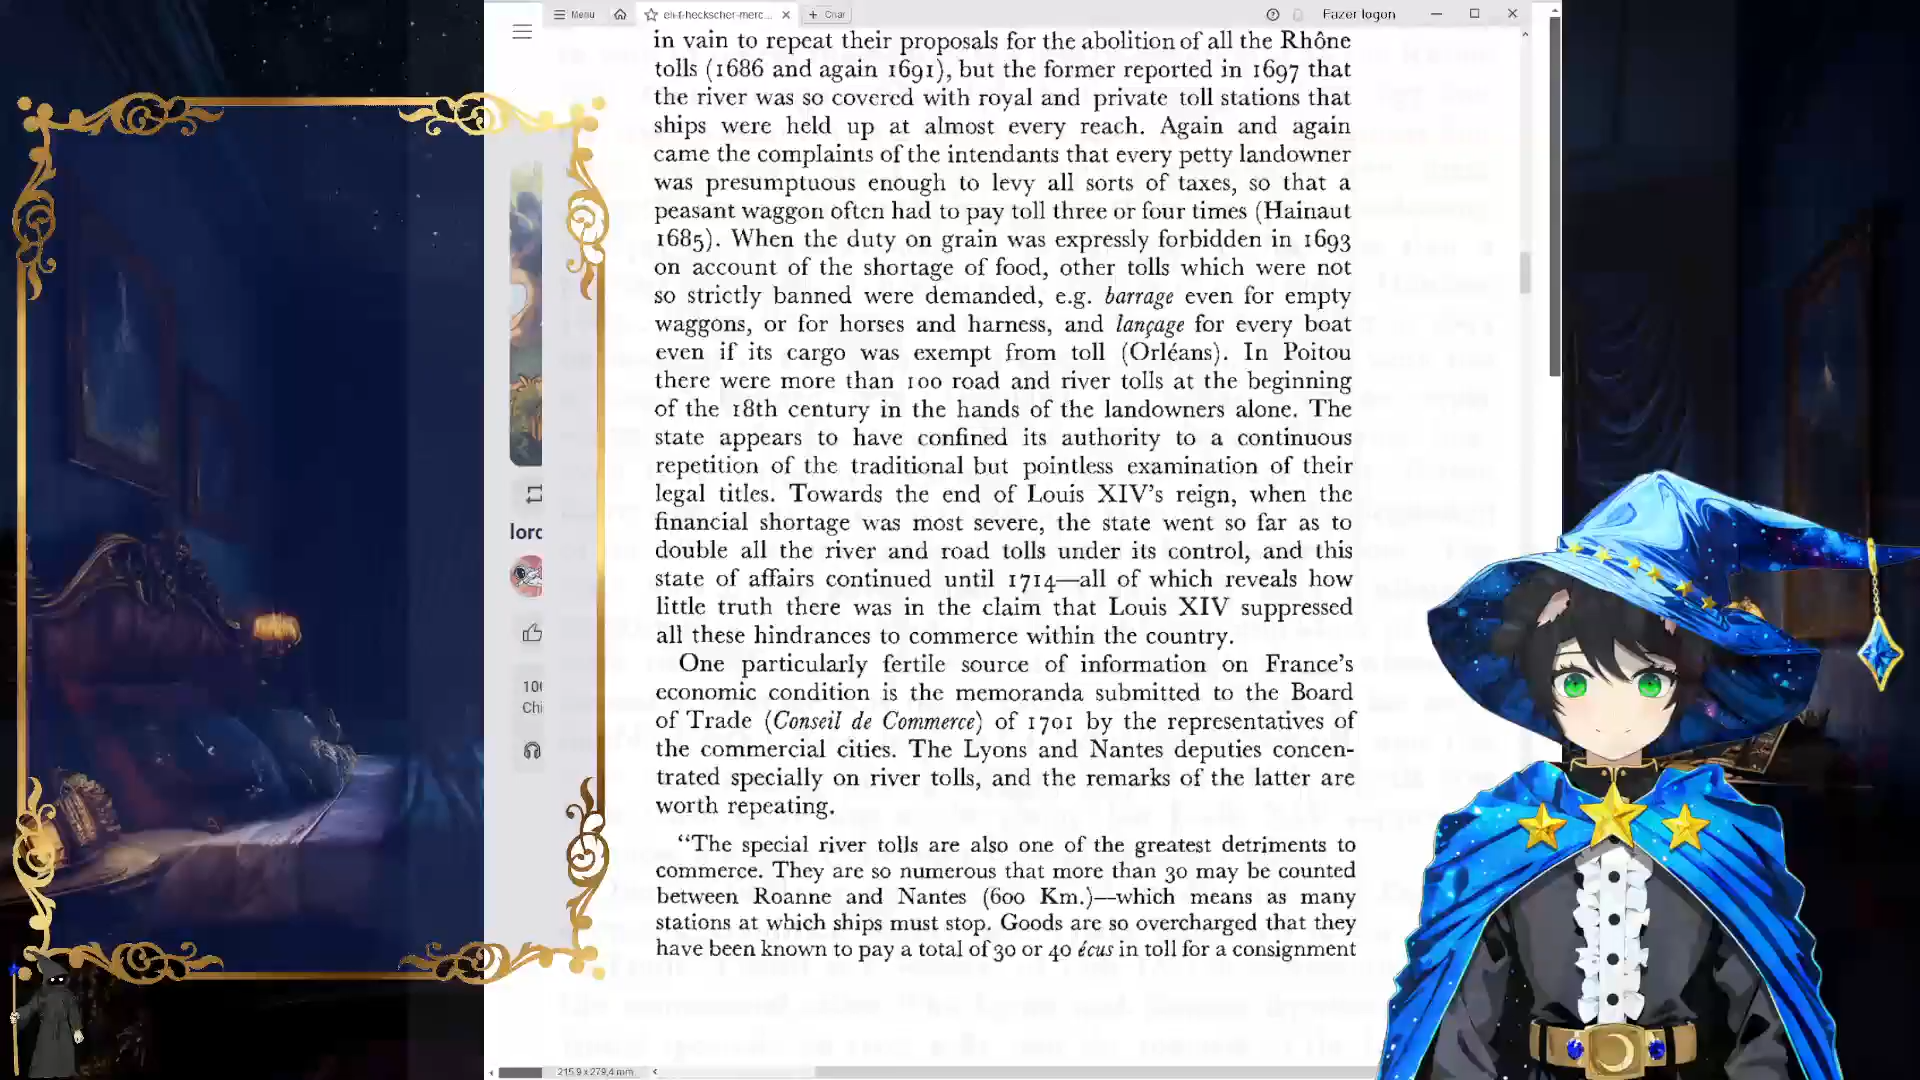 Menu
eli-f-heckscher-merc...
Criar
Fazer logon
in vain to repeat their proposals for the abolition of all the Rhône
tolls (1686 and again 1691), but the former reported in 1697 that
the river was so covered with royal and private toll stations that
ships were held up at almost every reach. Again and again
came the complaints of the intendants that every petty landowner
was presumptuous enough to levy all sorts of taxes, so that a
peasant waggon often had to pay toll three or four times (Hainaut
1685). When the duty on grain was expressly forbidden in 1693
on account of the shortage of food, other tolls which were not
so strictly banned were demanded, e.g. barrage even for empty
waggons, or for horses and harness, and lançage for every boat
even if its cargo was exempt from toll (Orléans). In Poitou
there were more than 100 road and river tolls at the beginning
of the 18th century in the hands of the landowners alone. The
state appears to have confined its authority to a continuous
repetition of the traditional but pointless examination of their
legal titles. Towards the end of Louis XIV's reign, when the
financial shortage was most severe, the state went so far as to
double all the river and road tolls under its control, and this
state of affairs continued until 1714—all of which reveals how
little truth there was in the claim that Louis XIV suppressed
all these hindrances to commerce within the country.
One particularly fertile source of information on France's
economic condition is the memoranda submitted to the Board
of Trade (Conseil de Commerce) of 1701 by the representatives of
the commercial cities. The Lyons and Nantes deputies concen-
trated specially on river tolls, and the remarks of the latter are
worth repeating.
"The special river tolls are also one of the greatest detriments to
commerce. They are so numerous that more than 30 may be counted
between Roanne and Nantes (600 Km.)—which means as many
stations at which ships must stop. Goods are so overcharged that they
have been known to pay a total of 30 or 40 écus in toll for a consignment
215,9 x 279,4 mm
lord
100
Chi